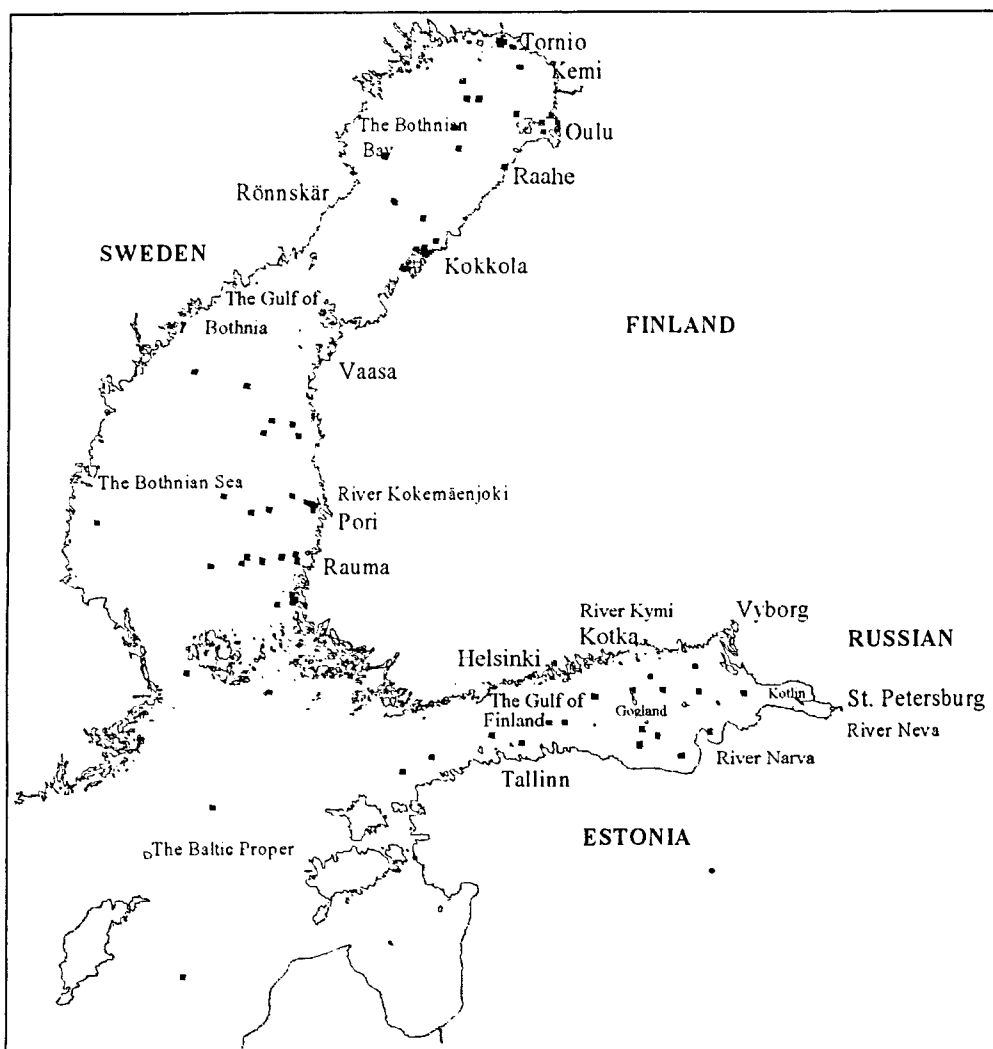 Tornio
Kemi
The Bothnian
Bay
Oulu
Raahe
Rönnskär
SWEDEN
Kokkola
The Gulf of
Bothnia
FINLAND
Vaasa
The Bothnian Sea
River Kokemäenjoki
Pori
Rauma
River Kymi
Vyborg
Kotka
RUSSIAN
Helsinki
Kotlin
St. Petersburg
The Gulf of
Finland
Gogland
River Neva
River Narva
Tallinn
ESTONIA
The Baltic Proper